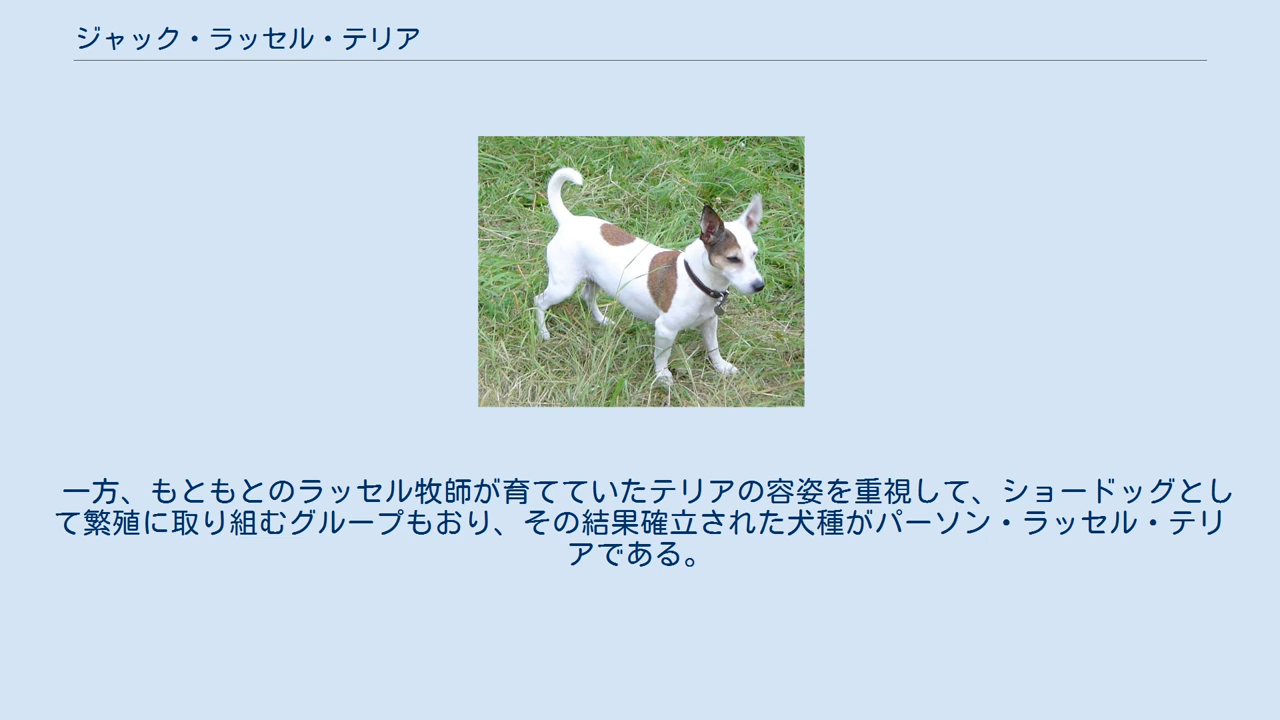 ジャック・ラッセル・テリア
一方、もともとのラッセル牧師が育てていたテリアの容姿を重視して、ショードッグとし
て繁殖に取り組むグループもおり、その結果確立された犬種がパーソン・ラッセル・テリ
アである。